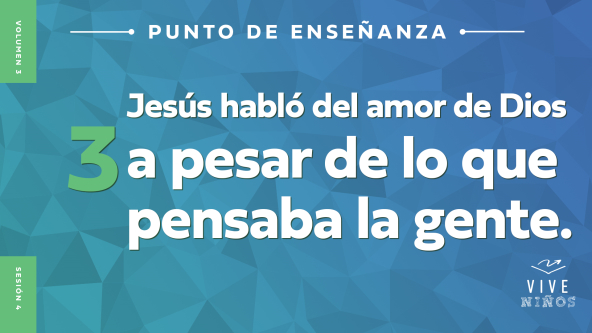 VOLUMEN 3
PUNTO DE ENSEÑANZA
3
Jesús habló del amor de Dios
a pesar de lo que
pensaba la gente.
SESIÓN 4
VIVE
NIÑOS